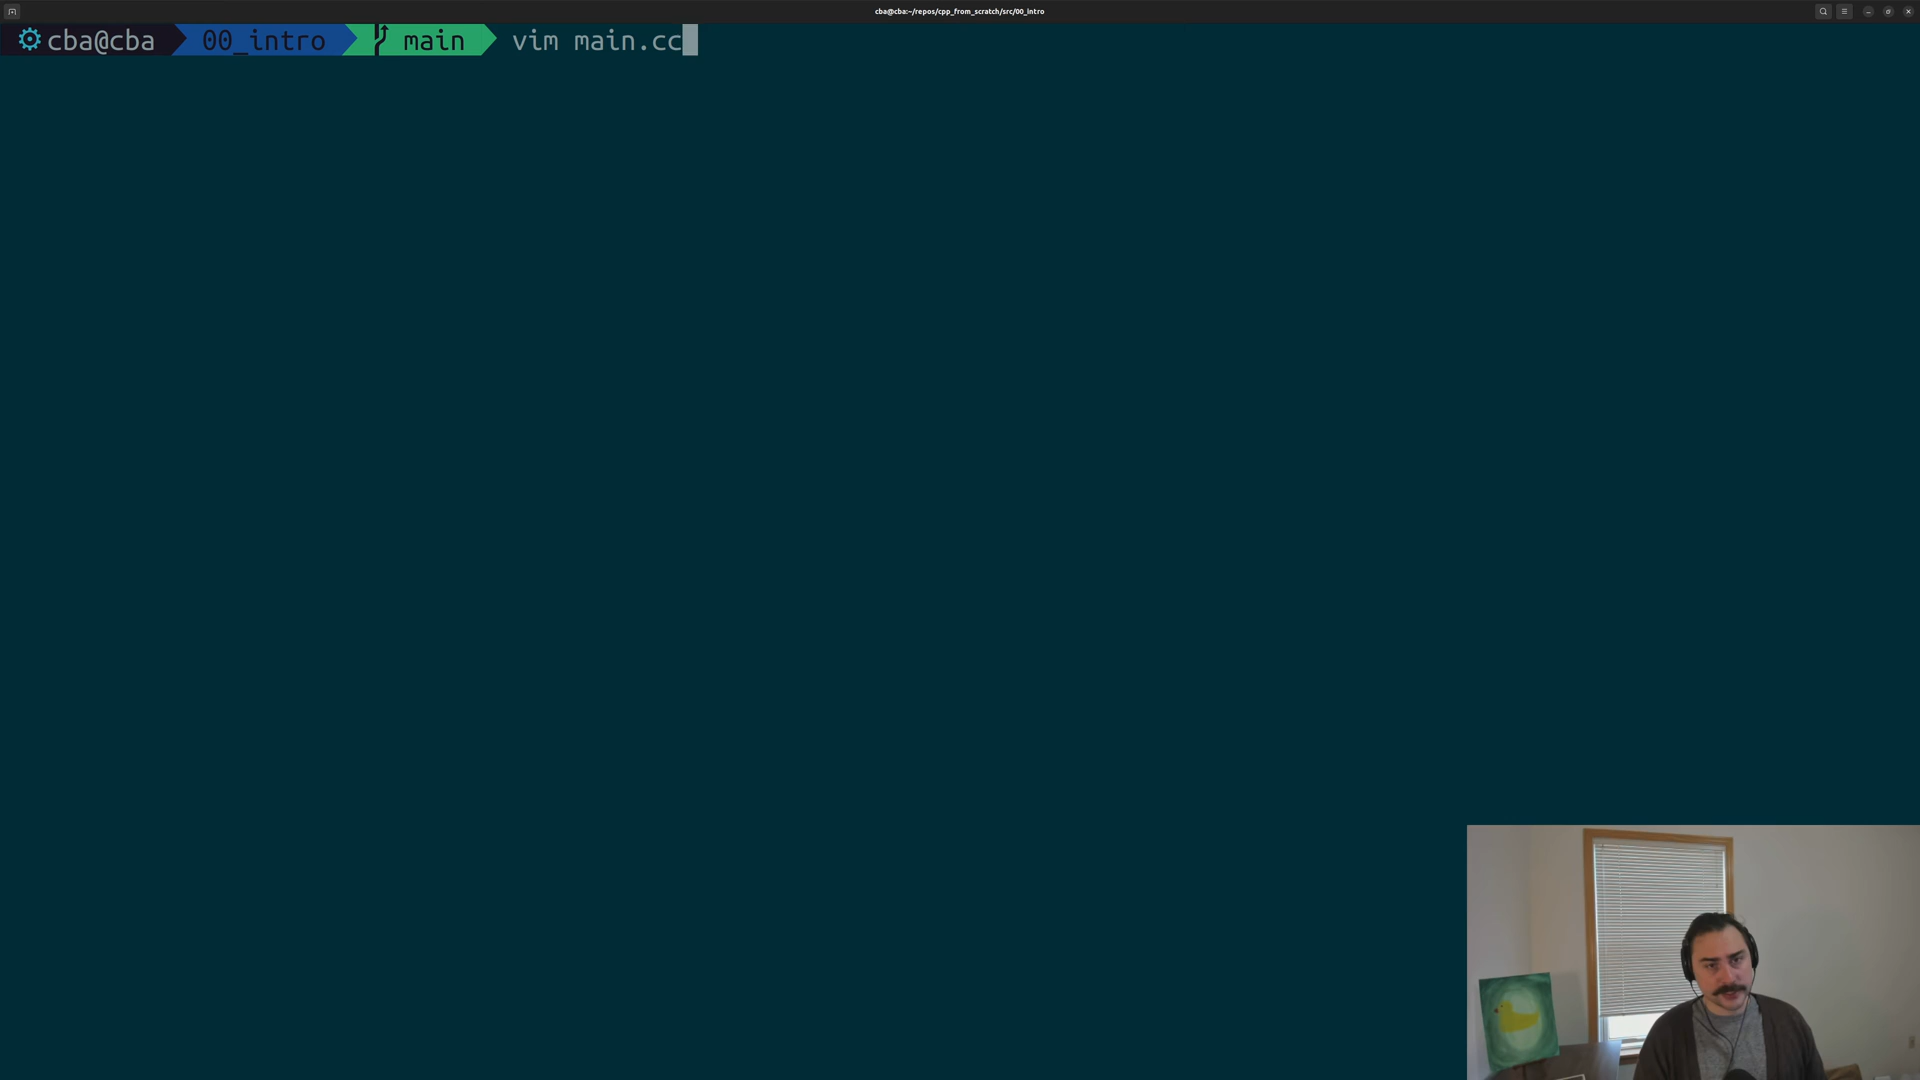 cba@cba:~/repos/cpp_from_scratch/src/00_intro
cba@cba 00_intro main vim main.cc